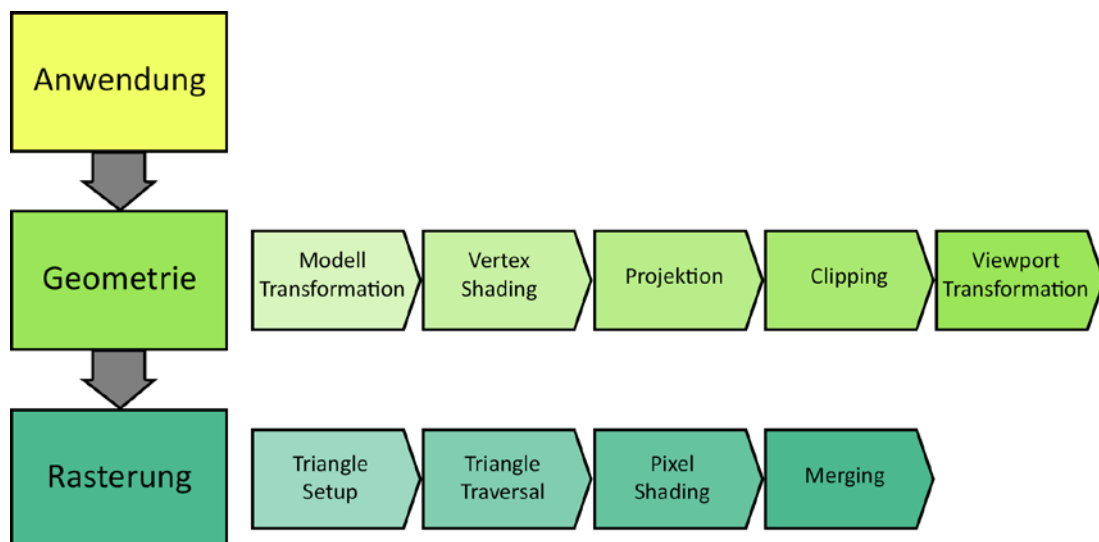 Anwendung
Geometrie
Modell
Transformation
Vertex
Shading
Projektion
Clipping
Viewport
Transformation
Rasterung
Triangle
Setup
Triangle
Traversal
Pixel
Shading
Merging